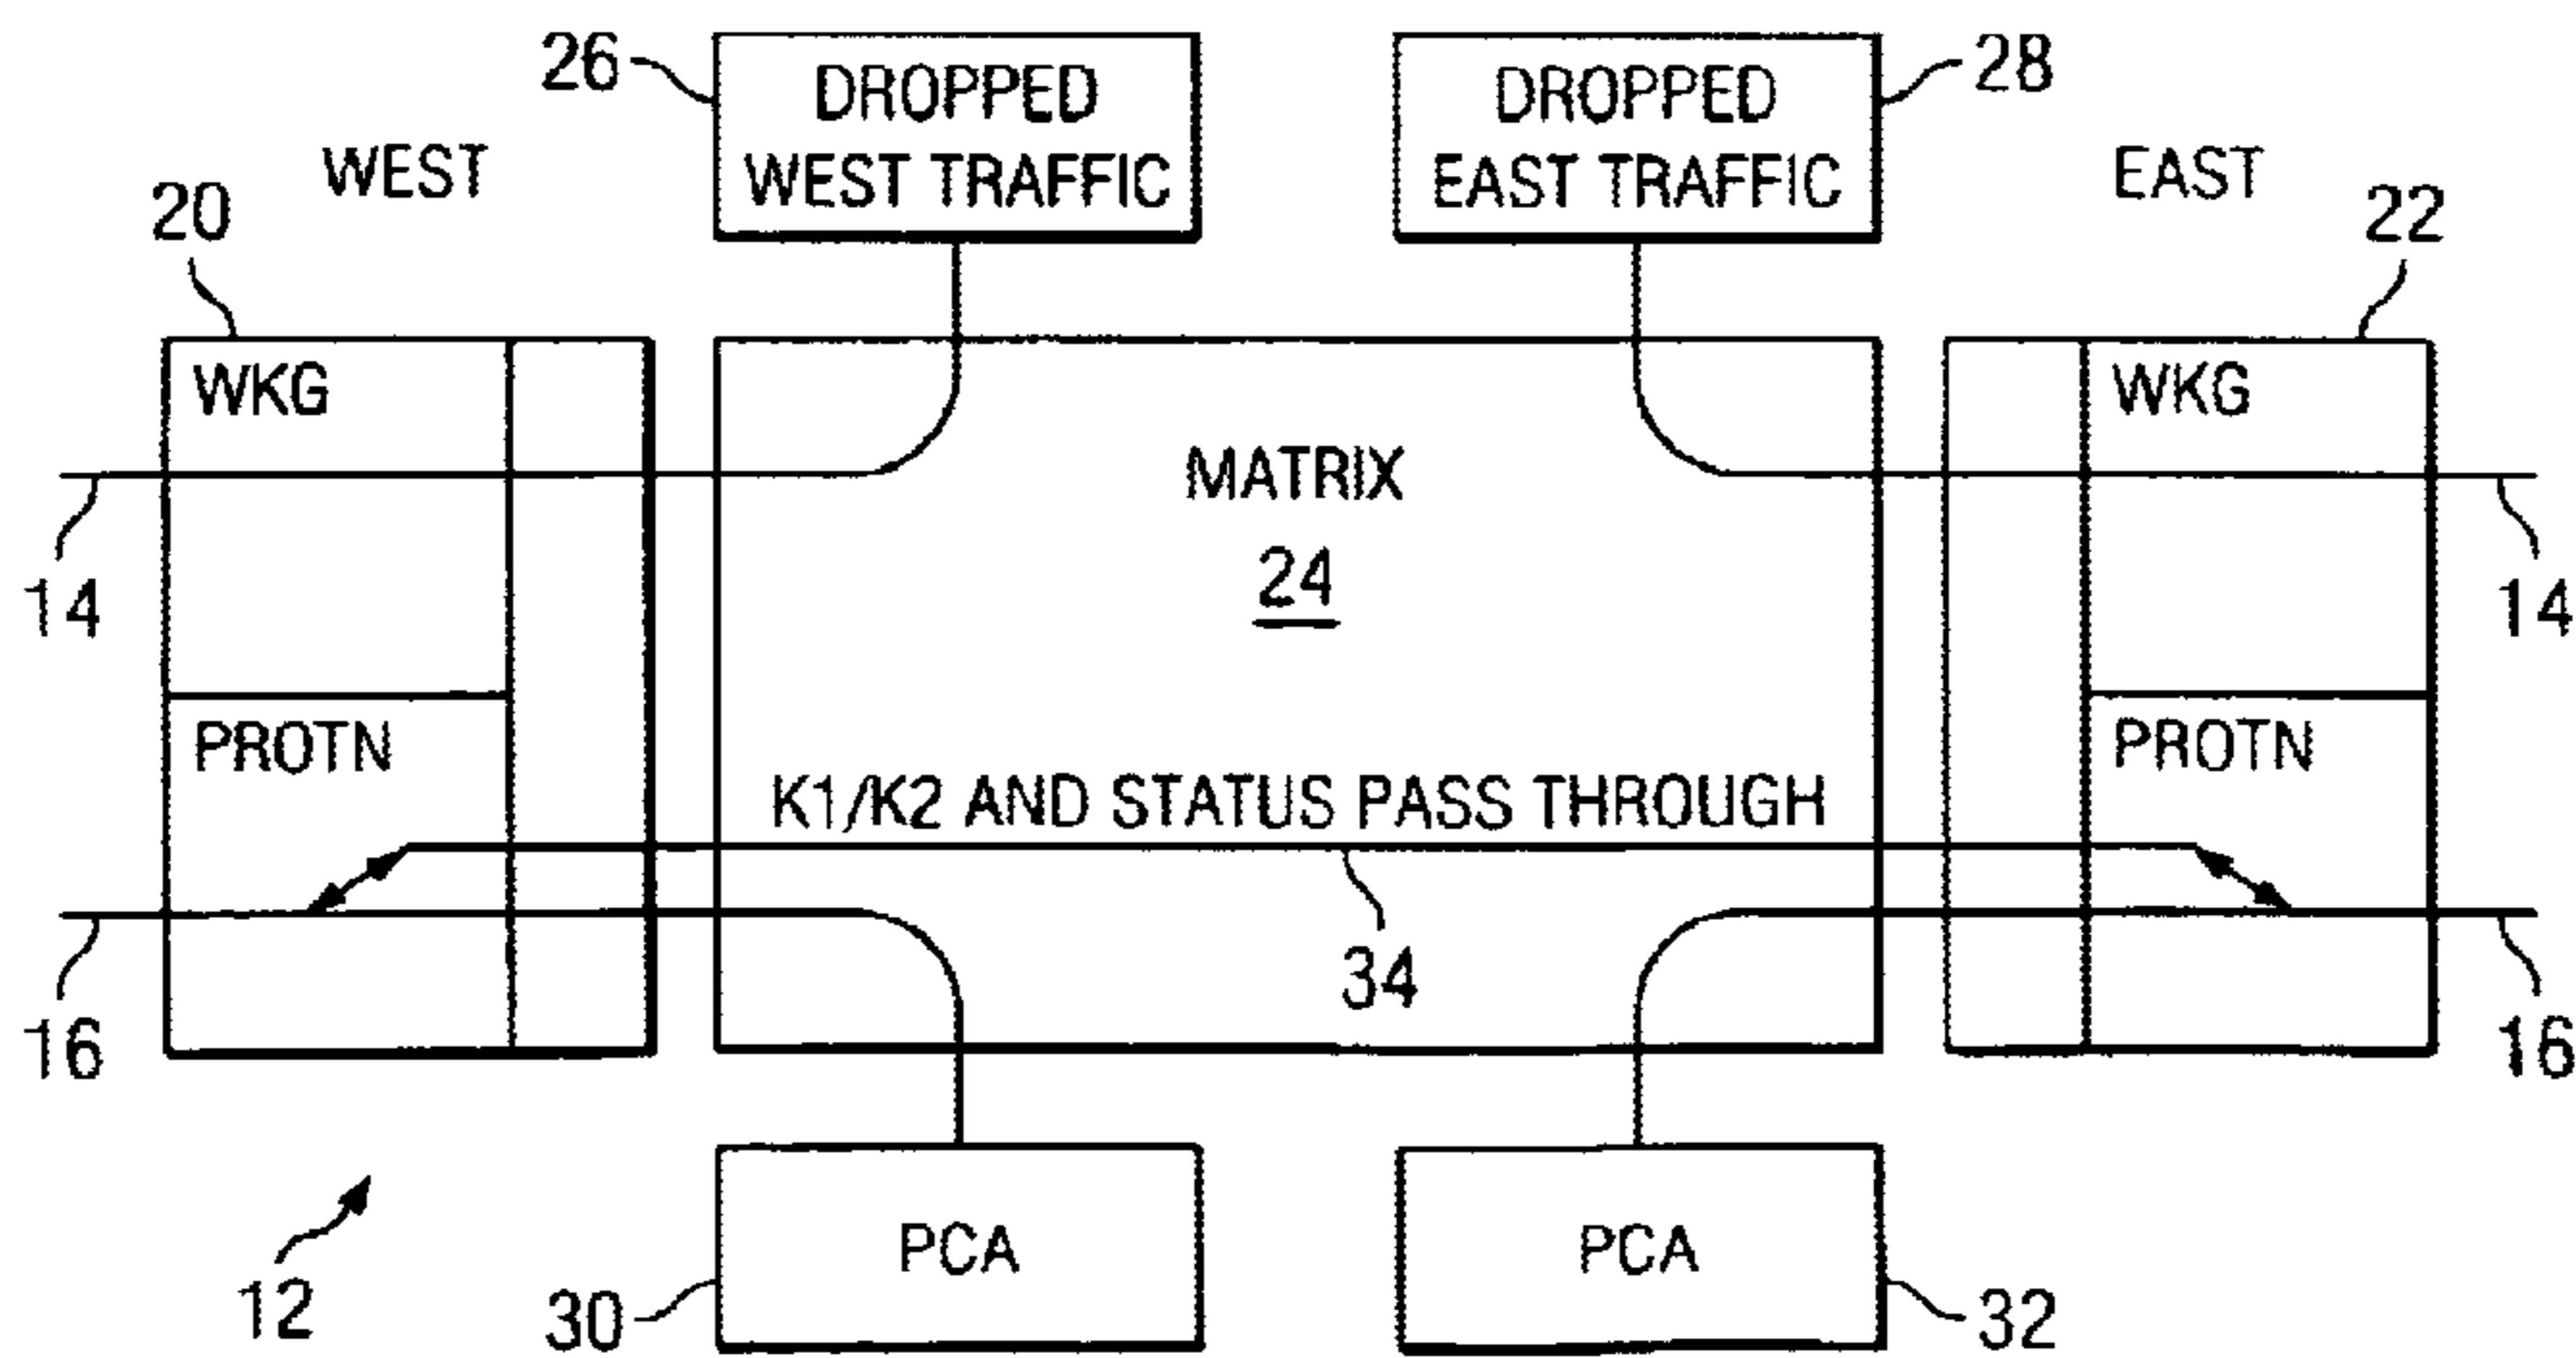 26
DROPPED
WEST TRAFFIC
DROPPED
EAST TRAFFIC
28
WEST
EAST
20
22
WKG
WKG
MATRIX
24
14
14
PROTN
PROTN
K1/K2 AND STATUS PASS THROUGH
34
16
16
12
30
PCA
PCA
32